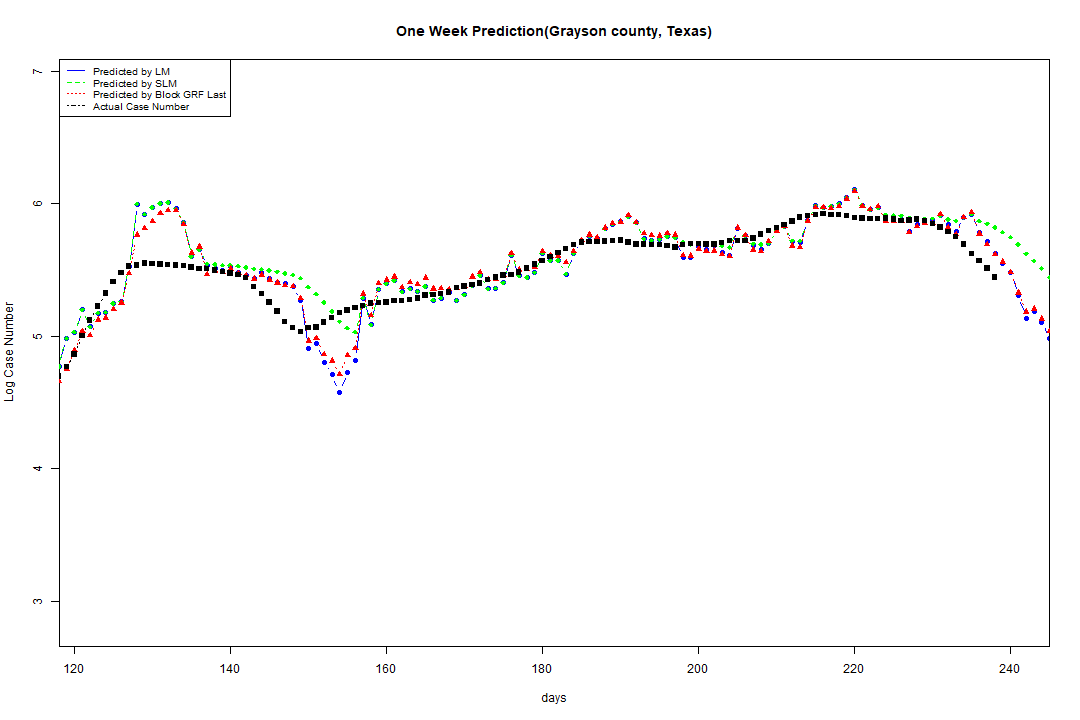 One Week Prediction(Grayson county, Texas)
Predicted by LM
Predicted by SLM
Predicted by Block GRF Last
Actual Case Number
7
6
5
4
3
Log Case Number
120 140 160 180 200 220 240
days